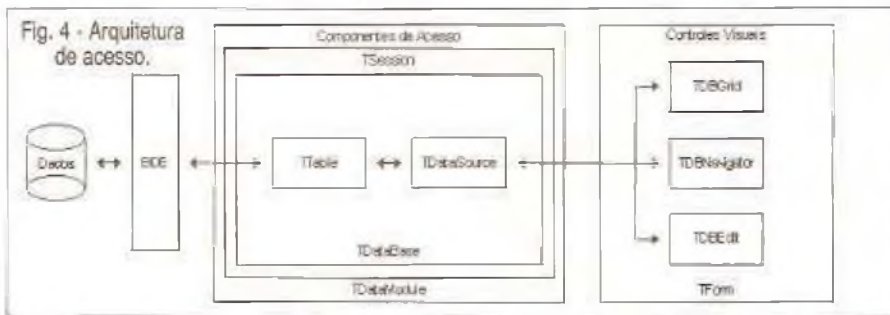 Fig. 4 - Arquitetura
de acesso.
Componentes de Acesso
TSession
Controles Visuais
TDBGrid
Dados
BDE
TTable
TDataSource
TDBNavigator
TDBEdit
TDataBase
TDataModule
TForm